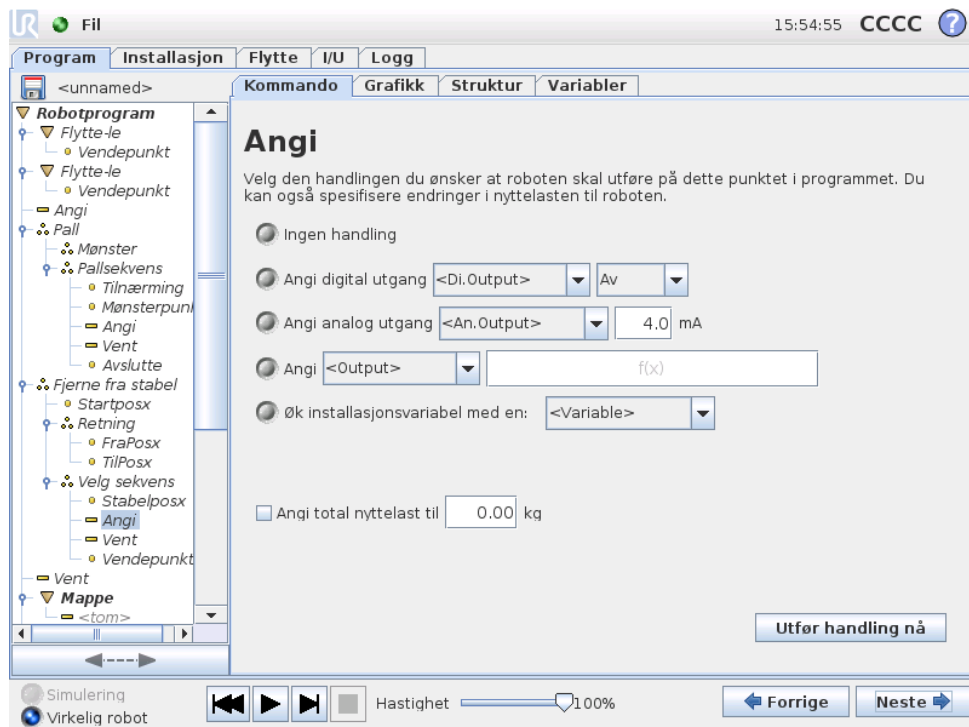 UR Fil 15:54:55 CCCC ?
Program Installasjon Flytte I/U Logg
<unnamed>
Kommando Grafikk Struktur Variabler
Robotprogram
Flytte-le
Vendepunkt
Flytte-le
Vendepunkt
Angi
Pall
Mønster
Pallsekvens
Tilnærming
Mønsterpun
Angi
Vent
Avslutte
Fjerne fra stabel
Startposx
Retning
FraPosx
TilPosx
Velg sekvens
Stabelposx
Angi
Vent
Vendepunkt
Vent
Mappe
<tom>
Angi
Velg den handlingen du ønsker at roboten skal utføre på dette punktet i programmet. Du
kan også spesifisere endringer i nyttelasten til roboten.
Ingen handling
Angi digital utgang <Di.Output> Av
Angi analog utgang <An.Output> 4.0 mA
Angi <Output> f(x)
Øk installasjonsvariabel med en: <Variable>
Angi total nyttelast til 0.00 kg
Utfør handling nå
Simulering
Virkelig robot
Hastighet 100%
Forrige Neste